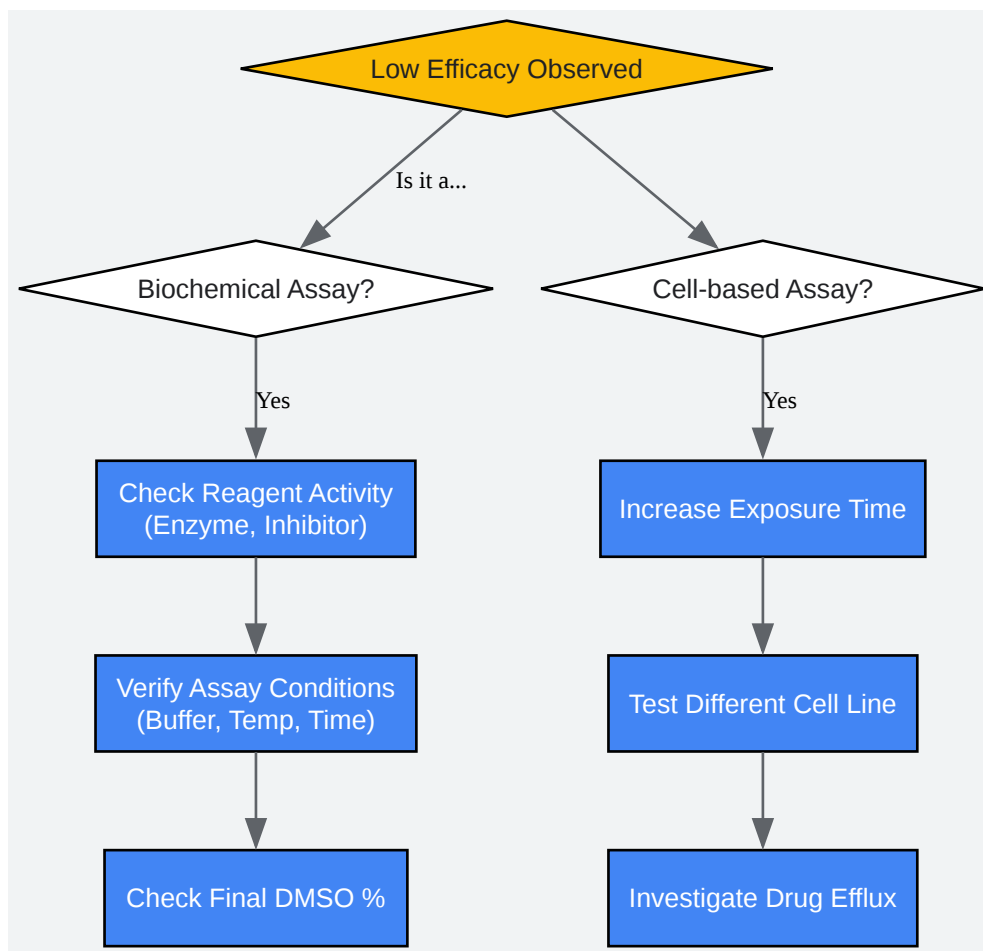 Low Efficacy Observed
Is it a...
Biochemical Assay?
Cell-based Assay?
Yes
Yes
Check Reagent Activity
(Enzyme, Inhibitor)
Increase Exposure Time
Verify Assay Conditions
(Buffer, Temp, Time)
Test Different Cell Line
Check Final DMSO %
Investigate Drug Efflux